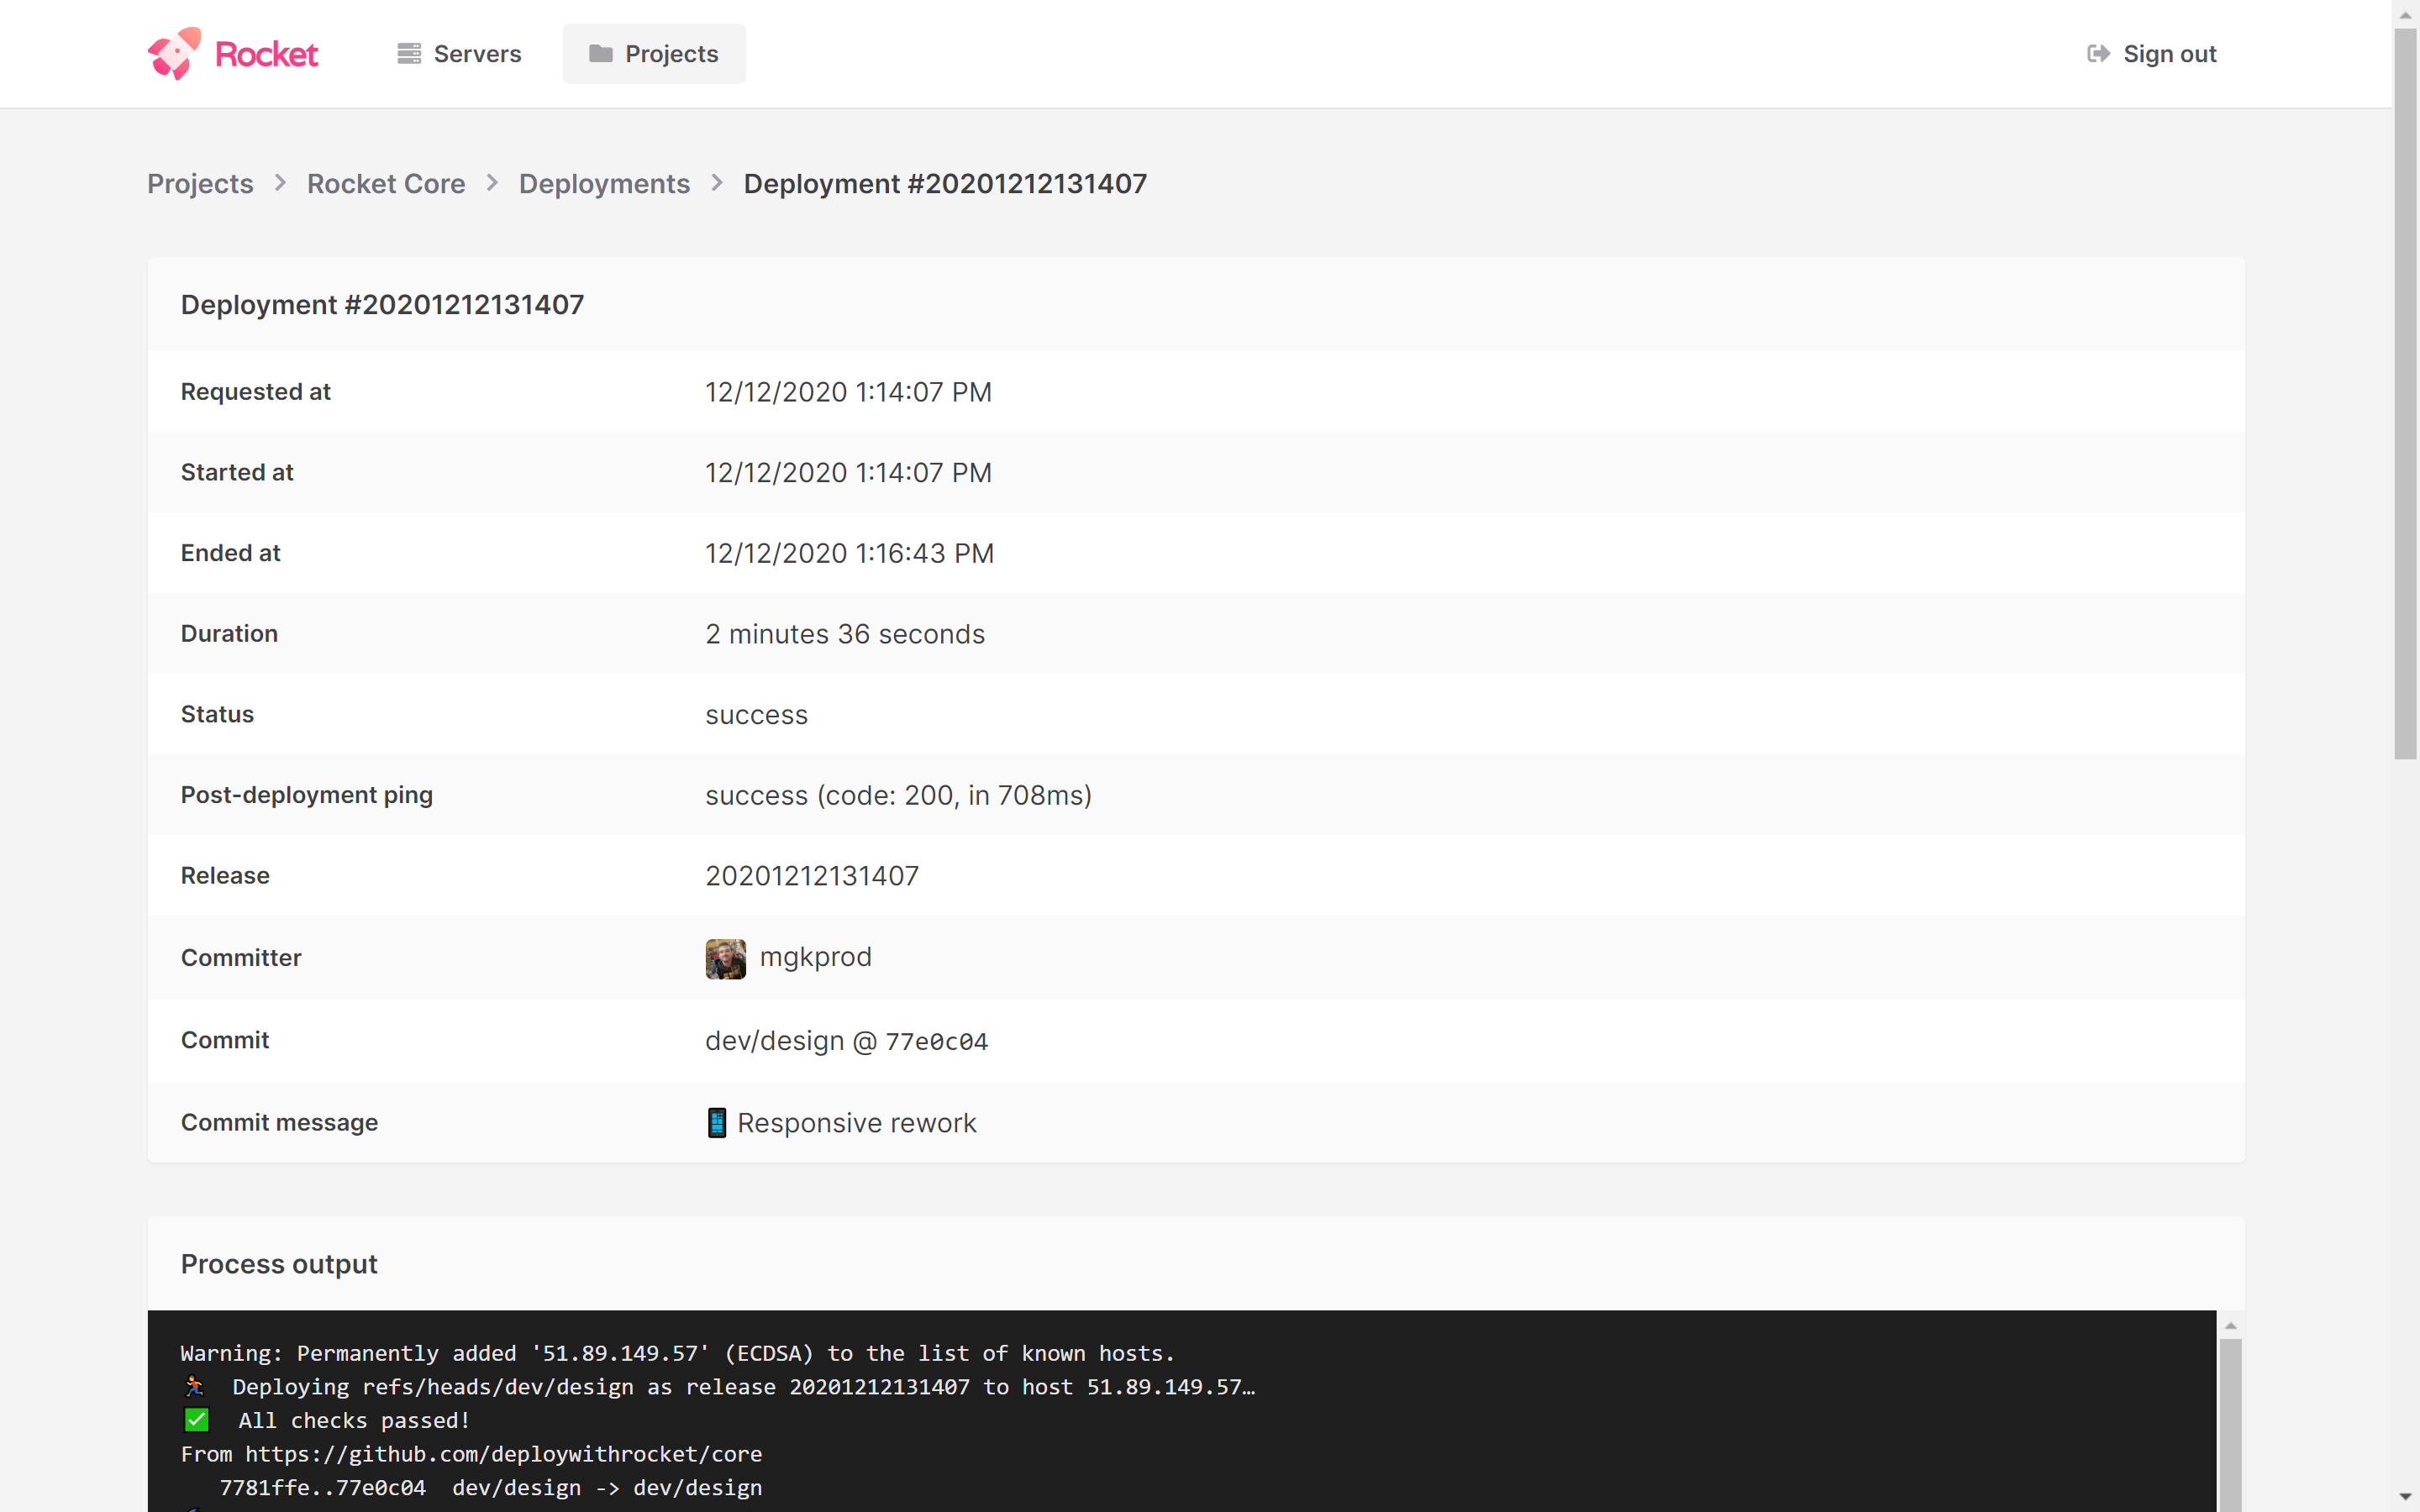 Rocket
Servers
Projects
Sign out
Projects > Rocket Core > Deployments > Deployment #20201212131407
Deployment #20201212131407
Requested at 12/12/2020 1:14:07 PM
Started at 12/12/2020 1:14:07 PM
Ended at 12/12/2020 1:16:43 PM
Duration 2 minutes 36 seconds
Status success
Post-deployment ping success (code: 200, in 708ms)
Release 20201212131407
Committer mgkprod
Commit dev/design @ 77e0c04
Commit message 📱 Responsive rework
Process output
Warning: Permanently added '51.89.149.57' (ECDSA) to the list of known hosts.
🏃 Deploying refs/heads/dev/design as release 20201212131407 to host 51.89.149.57…
✅ All checks passed!
From https://github.com/deploywithrocket/core
7781ffe..77e0c04 dev/design -> dev/design